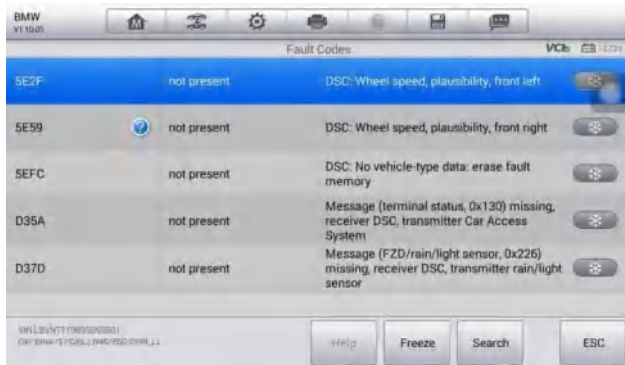 BMW
Fault Codes
VCI
5E2F not present DSC: Wheel speed, plausibility, front left
5E59 not present DSC: Wheel speed, plausibility, front right
5EFC not present DSC: No vehicle-type data: erase fault
memory
D35A not present Message (terminal status, 0x130) missing,
receiver DSC, transmitter Car Access
System
D37D not present Message (FZD/rain/light sensor, 0x226)
missing, receiver DSC, transmitter rain/light
sensor
Help Freeze Search ESC